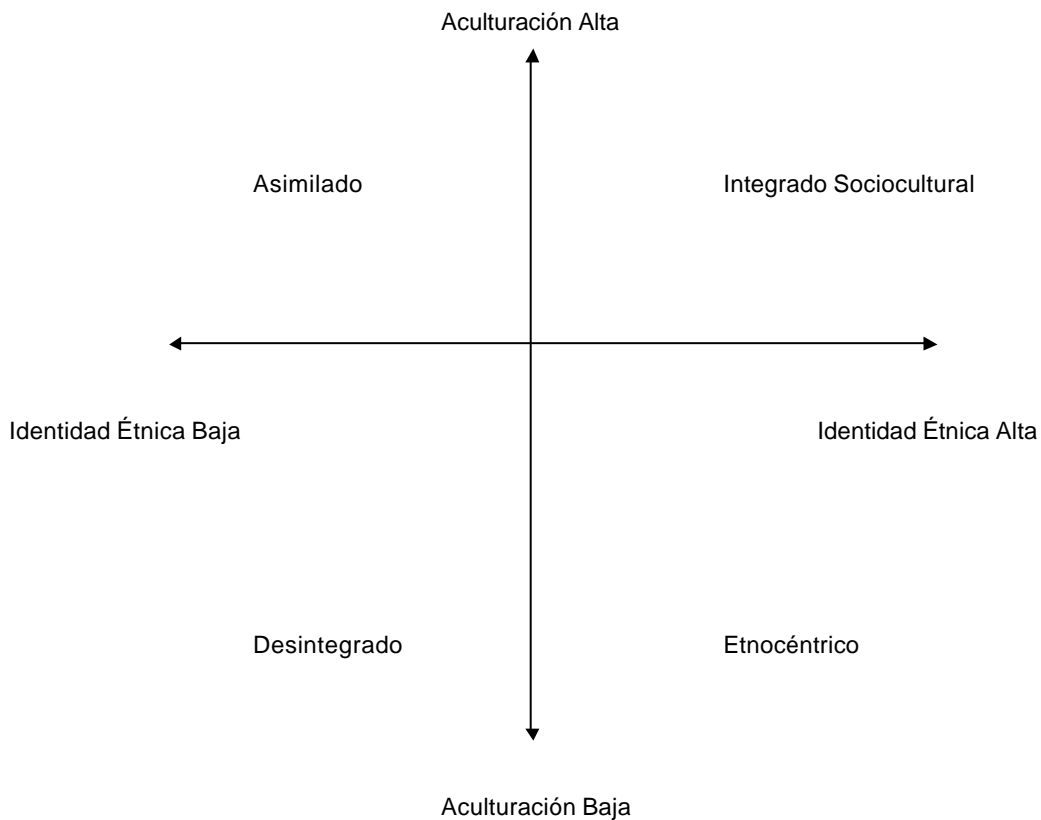 Aculturación Alta
Asimilado
Integrado Sociocultural
Identidad Étnica Baja
Identidad Étnica Alta
Desintegrado
Etnocéntrico
Aculturación Baja